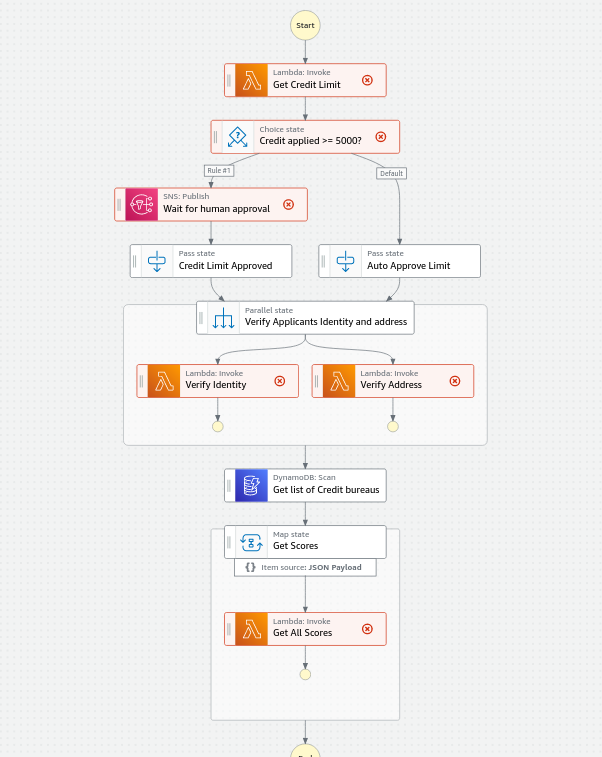 Start
Lambda: Invoke
Get Credit Limit
Choice state
Credit applied >= 5000?
Rule #1
Default
SNS: Publish
Wait for human approval
Pass state
Credit Limit Approved
Pass state
Auto Approve Limit
Parallel state
Verify Applicants Identity and address
Lambda: Invoke
Verify Identity
Lambda: Invoke
Verify Address
DynamoDB: Scan
Get list of Credit bureaus
Map state
Get Scores
{} Item source: JSON Payload
Lambda: Invoke
Get All Scores